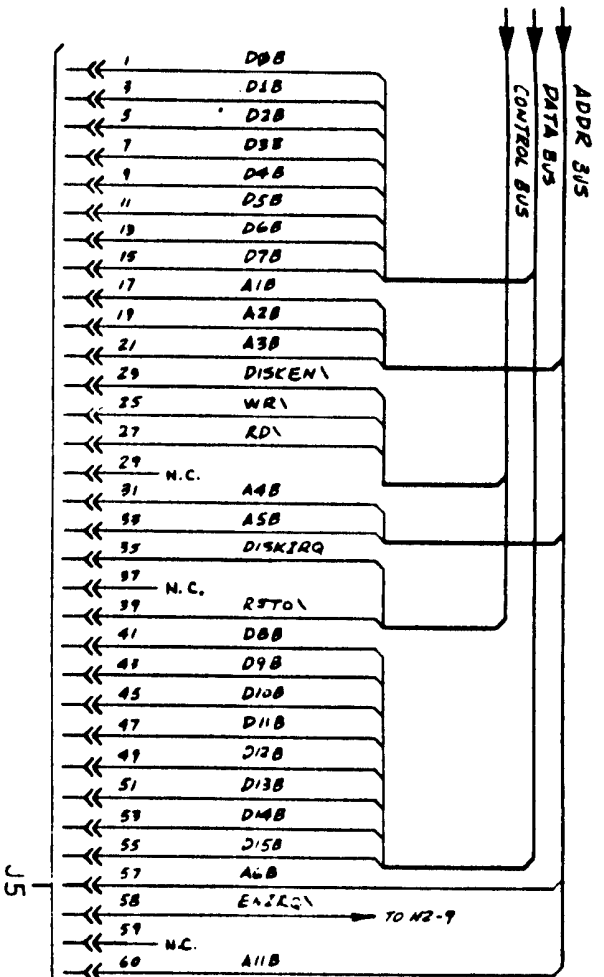 ADDR BUS
DATA BUS
CONTROL BUS
1 D0B
3 D1B
5 D2B
7 D3B
9 D4B
11 D5B
13 D6B
15 D7B
17 A1B
19 A2B
21 A3B
23 DISKEN\
25 WR\
27 RD\
29 N.C.
31 A4B
33 A5B
35 DISKIRQ
37 N.C.
39 RSTO\
41 D8B
43 D9B
45 D10B
47 D11B
49 D12B
51 D13B
53 D14B
55 D15B
57 A6B
58 TO N2-9
59 N.C.
60 A11B
J5